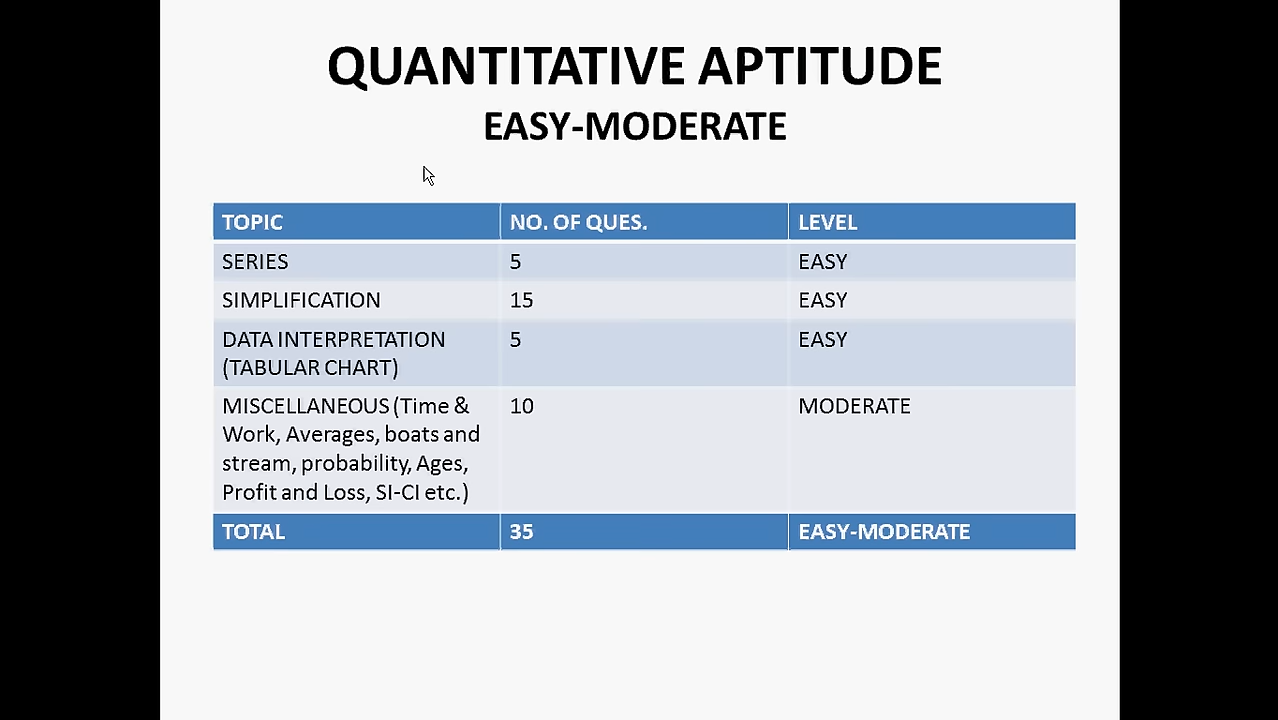 QUANTITATIVE APTITUDE
EASY-MODERATE
TOPIC NO. OF QUES. LEVEL
SERIES 5 EASY
SIMPLIFICATION 15 EASY
DATA INTERPRETATION 5 EASY
(TABULAR CHART)
MISCELLANEOUS (Time & 10 MODERATE
Work, Averages, boats and
stream, probability, Ages,
Profit and Loss, SI-CI etc.)
TOTAL 35 EASY-MODERATE